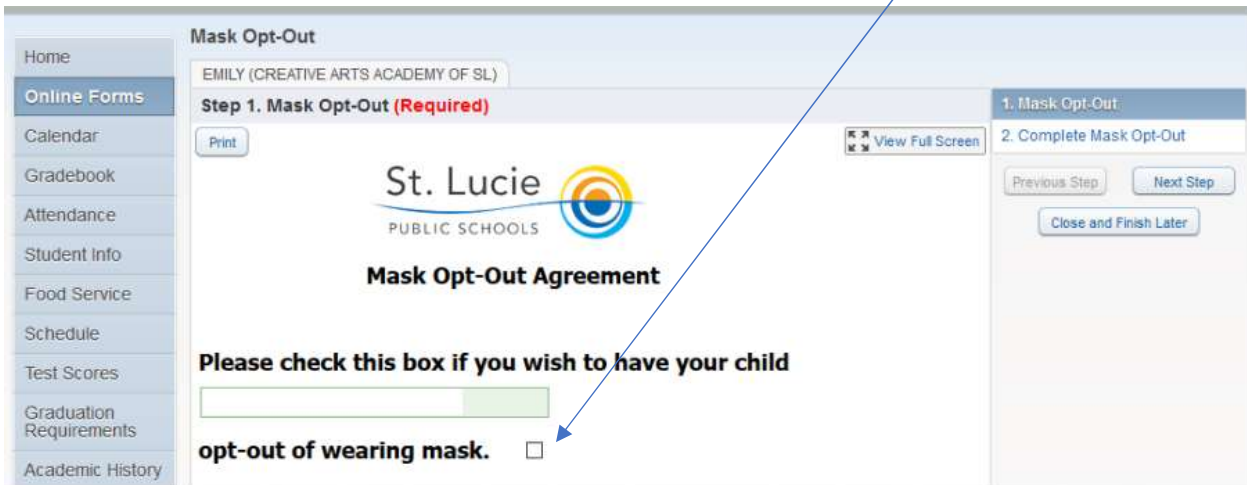 Mask Opt-Out
Home
Online Forms
Calendar
Gradebook
Attendance
Student Info
Food Service
Schedule
Test Scores
Graduation
Requirements
Academic History
EMILY (CREATIVE ARTS ACADEMY OF SL)
Step 1. Mask Opt-Out (Required)
Print
View Full Screen
St. Lucie
PUBLIC SCHOOLS
Mask Opt-Out Agreement
Please check this box if you wish to have your child
opt-out of wearing mask.
1. Mask Opt-Out
2. Complete Mask Opt-Out
Previous Step
Next Step
Close and Finish Later